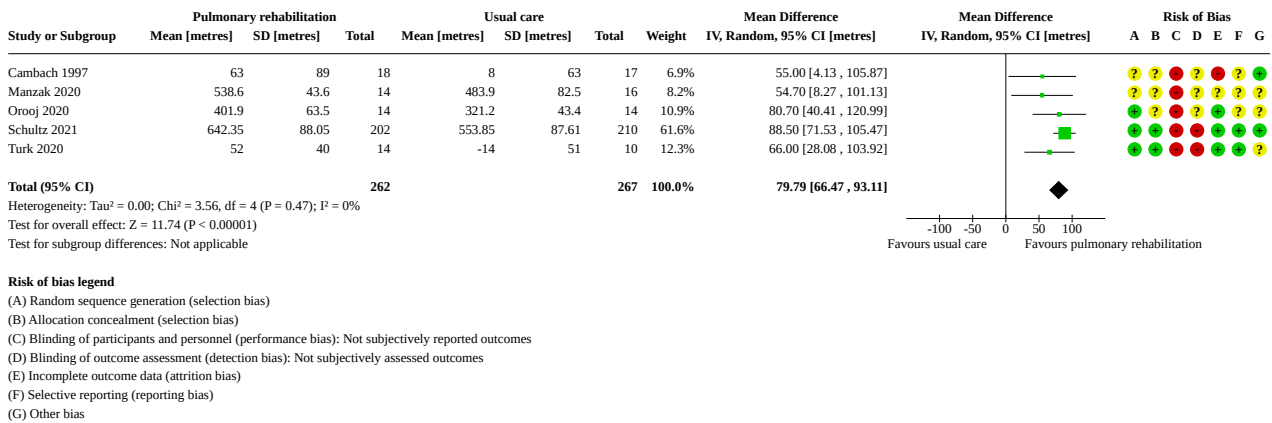 Pulmonary rehabilitation Usual care Mean Difference Mean Difference Risk of Bias
Study or Subgroup Mean [metres] SD [metres] Total Mean [metres] SD [metres] Total Weight IV, Random, 95% CI [metres] IV, Random, 95% CI [metres] A B C D E F G
Cambach 1997 63 89 18 8 63 17 6.9% 55.00 [4.13 , 105.87] ? ? - ? - ? +
Manzak 2020 538.6 43.6 14 483.9 82.5 16 8.2% 54.70 [8.27 , 101.13] ? ? - ? ? ? ?
Orooj 2020 401.9 63.5 14 321.2 43.4 14 10.9% 80.70 [40.41 , 120.99] + ? - ? + ? ?
Schultz 2021 642.35 88.05 202 553.85 87.61 210 61.6% 88.50 [71.53 , 105.47] + + - - + + +
Turk 2020 52 40 14 -14 51 10 12.3% 66.00 [28.08 , 103.92] + + - - + + ?
Total (95% CI) 262 267 100.0% 79.79 [66.47 , 93.11]
Heterogeneity: Tau² = 0.00; Chi² = 3.56, df = 4 (P = 0.47); I² = 0%
Test for overall effect: Z = 11.74 (P < 0.00001)
Test for subgroup differences: Not applicable
-100 -50 0 50 100
Favours usual care Favours pulmonary rehabilitation
Risk of bias legend
(A) Random sequence generation (selection bias)
(B) Allocation concealment (selection bias)
(C) Blinding of participants and personnel (performance bias): Not subjectively reported outcomes
(D) Blinding of outcome assessment (detection bias): Not subjectively assessed outcomes
(E) Incomplete outcome data (attrition bias)
(F) Selective reporting (reporting bias)
(G) Other bias